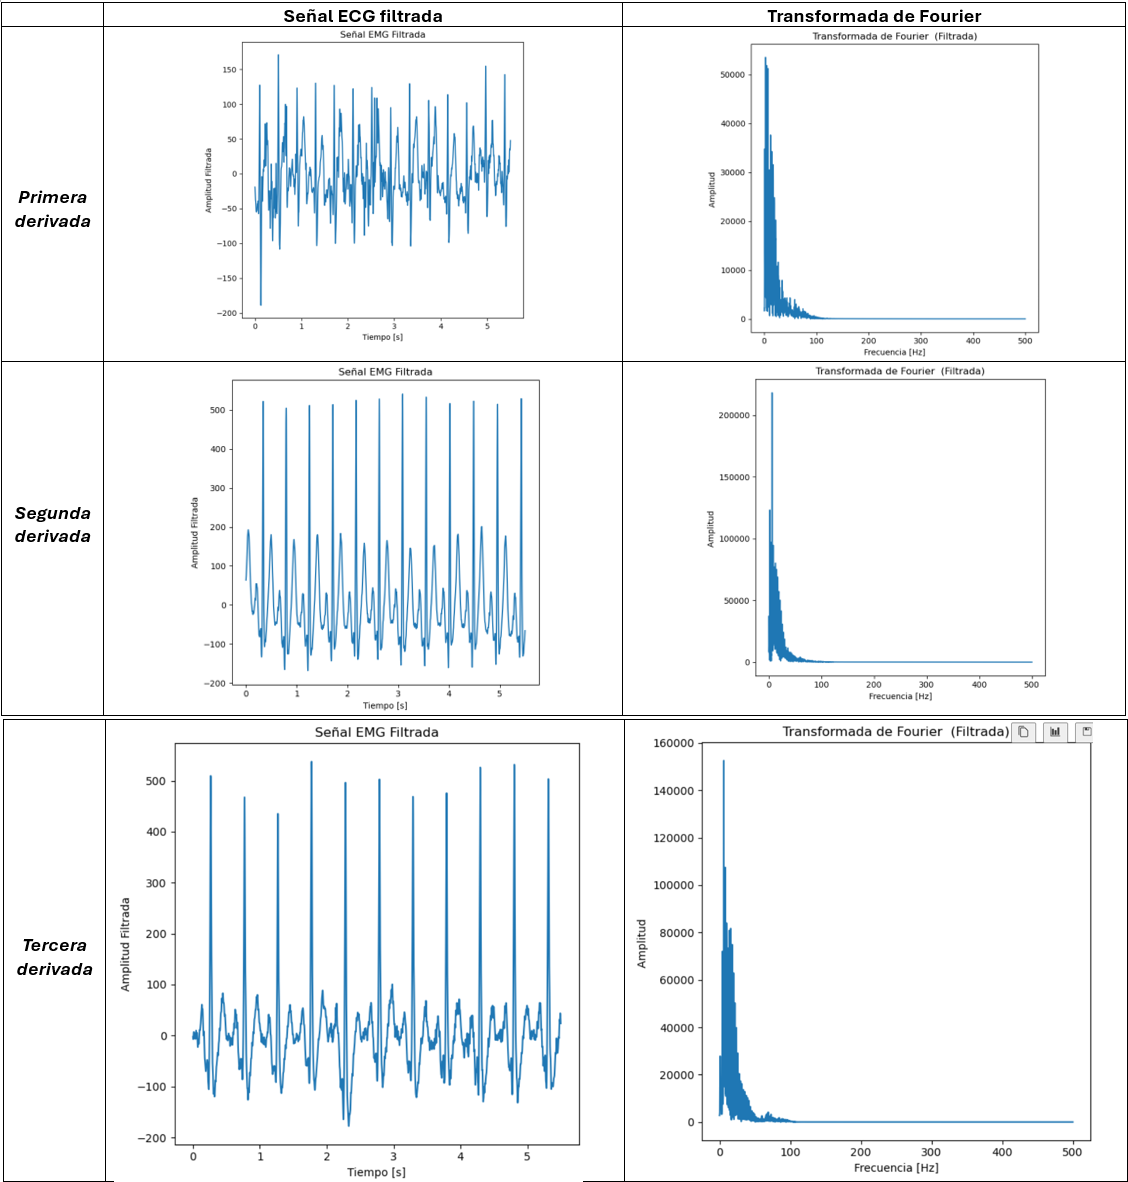 Señal ECG filtrada
Transformada de Fourier
Primera
derivada
Señal EMG Filtrada
Amplitud Filtrada
150
100
50
0
−50
−100
−150
−200
0 1 2 3 4 5
Tiempo [s]
Transformada de Fourier (Filtrada)
Amplitud
50000
40000
30000
20000
10000
0
0 100 200 300 400 500
Frecuencia [Hz]
Segunda
derivada
Señal EMG Filtrada
Amplitud Filtrada
500
400
300
200
100
0
−100
−200
0 1 2 3 4 5
Tiempo [s]
Transformada de Fourier (Filtrada)
Amplitud
200000
150000
100000
50000
0
0 100 200 300 400 500
Frecuencia [Hz]
Tercera
derivada
Señal EMG Filtrada
Amplitud Filtrada
500
400
300
200
100
0
−100
−200
0 1 2 3 4 5
Tiempo [s]
Transformada de Fourier (Filtrada)
Amplitud
160000
140000
120000
100000
80000
60000
40000
20000
0
0 100 200 300 400 500
Frecuencia [Hz]